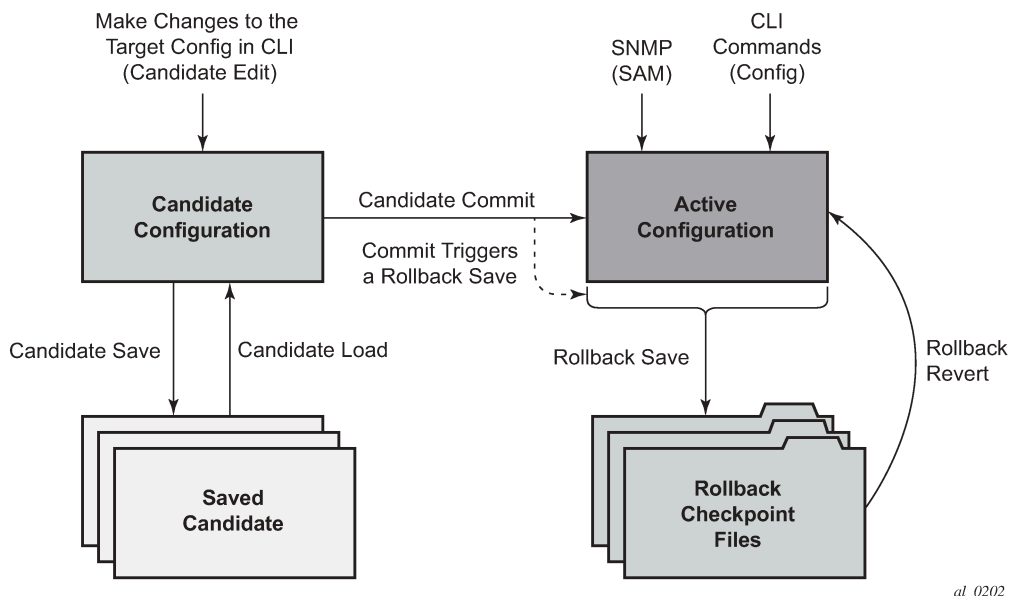 Make Changes to the
Target Config in CLI
(Candidate Edit)
SNMP
(SAM)
CLI
Commands
(Config)
Candidate
Configuration
Candidate Commit
Commit Triggers
a Rollback Save
Active
Configuration
Candidate Save
Candidate Load
Rollback Save
Rollback
Revert
Saved
Candidate
Rollback
Checkpoint
Files
al_0202